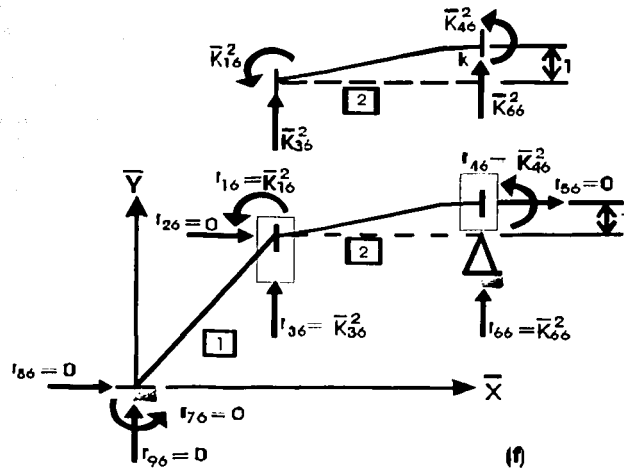 K̅²₁₆
K̅²₄₆
k
1
2
K̅²₃₆
K̅²₆₆
Y̅
r₁₆ = K̅²₁₆
r₄₆ = K̅²₄₆
r₂₆ = 0
r₅₆ = 0
2
1
r₃₆ = K̅²₃₆
r₆₆ = K̅²₆₆
r₈₆ = 0
X̅
r₇₆ = 0
r₉₆ = 0
(f)